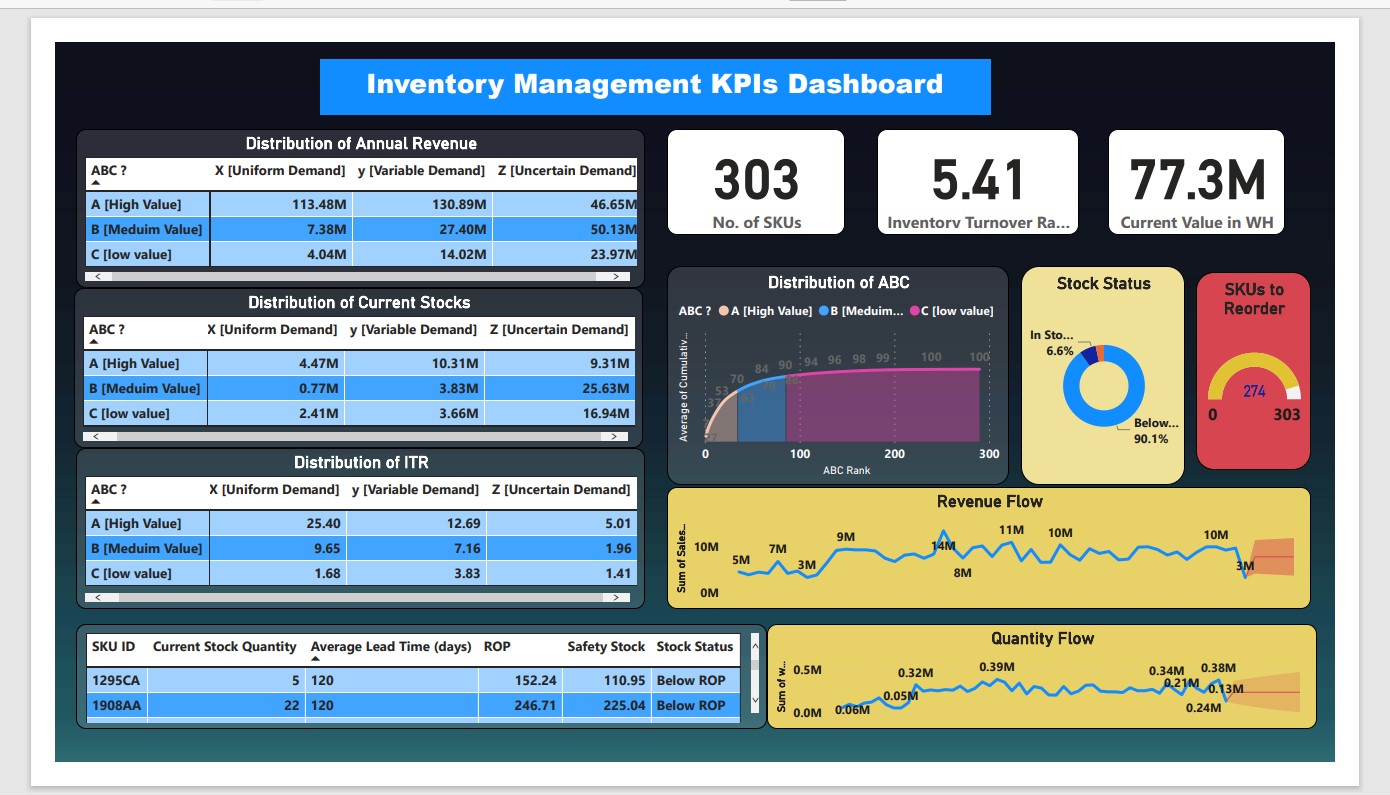 Inventory Management KPIs Dashboard
Distribution of Annual Revenue
ABC ? X [Uniform Demand] y [Variable Demand] Z [Uncertain Demand]
A [High Value] 113.48M 130.89M 46.65M
B [Meduim Value] 7.38M 27.40M 50.13M
C [low value] 4.04M 14.02M 23.97M
303
No. of SKUs
5.41
Inventory Turnover Ra...
77.3M
Current Value in WH
Distribution of Current Stocks
ABC ? X [Uniform Demand] y [Variable Demand] Z [Uncertain Demand]
A [High Value] 4.47M 10.31M 9.31M
B [Meduim Value] 0.77M 3.83M 25.63M
C [low value] 2.41M 3.66M 16.94M
Distribution of ITR
ABC ? X [Uniform Demand] y [Variable Demand] Z [Uncertain Demand]
A [High Value] 25.40 12.69 5.01
B [Meduim Value] 9.65 7.16 1.96
C [low value] 1.68 3.83 1.41
Distribution of ABC
ABC ? A [High Value] B [Meduim... C [low value]
Average of Cumulativ...
37 53 70 84 90 94 96 98 99 100 100
63
0 100 200 300
ABC Rank
Stock Status
In Sto...
6.6%
Below...
90.1%
SKUs to
Reorder
274
0 303
Revenue Flow
Sum of Sales...
10M
0M
5M 7M 3M 9M 14M 8M 11M 10M 10M 3M
SKU ID Current Stock Quantity Average Lead Time (days) ROP Safety Stock Stock Status
1295CA 5 120 152.24 110.95 Below ROP
1908AA 22 120 246.71 225.04 Below ROP
Quantity Flow
Sum of w...
0.5M
0.0M
0.06M 0.05M 0.32M 0.39M 0.34M 0.21M 0.24M 0.38M 0.13M